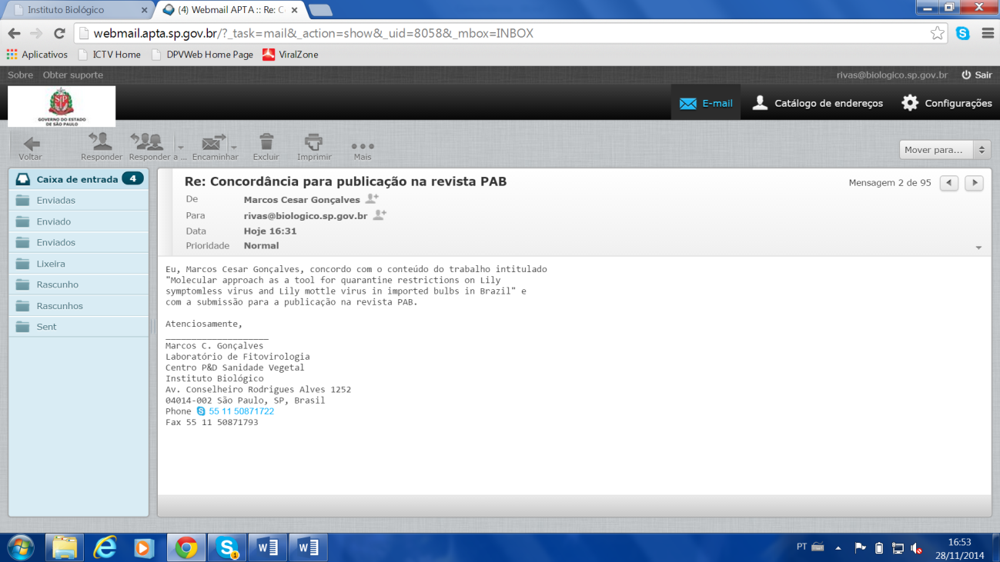 Instituto Biológico
(4) Webmail APTA :: Re: C
webmail.apta.sp.gov.br/?_task=mail&_action=show&_uid=8058&_mbox=INBOX
Aplicativos ICTV Home DPVWeb Home Page ViralZone
Sobre Obter suporte rivas@biologico.sp.gov.br Sair
GOVERNO DO ESTADO
DE SÃO PAULO
E-mail Catálogo de endereços Configurações
Voltar Responder Responder a ... Encaminhar Excluir Imprimir Mais
Mover para...
Caixa de entrada 4
Enviadas
Enviado
Enviados
Lixeira
Rascunho
Rascunhos
Sent
Re: Concordância para publicação na revista PAB
Mensagem 2 de 95
De Marcos Cesar Gonçalves
Para rivas@biologico.sp.gov.br
Data Hoje 16:31
Prioridade Normal
Eu, Marcos Cesar Gonçalves, concordo com o conteúdo do trabalho intitulado
"Molecular approach as a tool for quarantine restrictions on Lily
symptomless virus and Lily mottle virus in imported bulbs in Brazil" e
com a submissão para a publicação na revista PAB.
Atenciosamente,
____________________
Marcos C. Gonçalves
Laboratório de Fitovirologia
Centro P&D Sanidade Vegetal
Instituto Biológico
Av. Conselheiro Rodrigues Alves 1252
04014-002 São Paulo, SP, Brasil
Phone 55 11 50871722
Fax 55 11 50871793
PT
16:53
28/11/2014